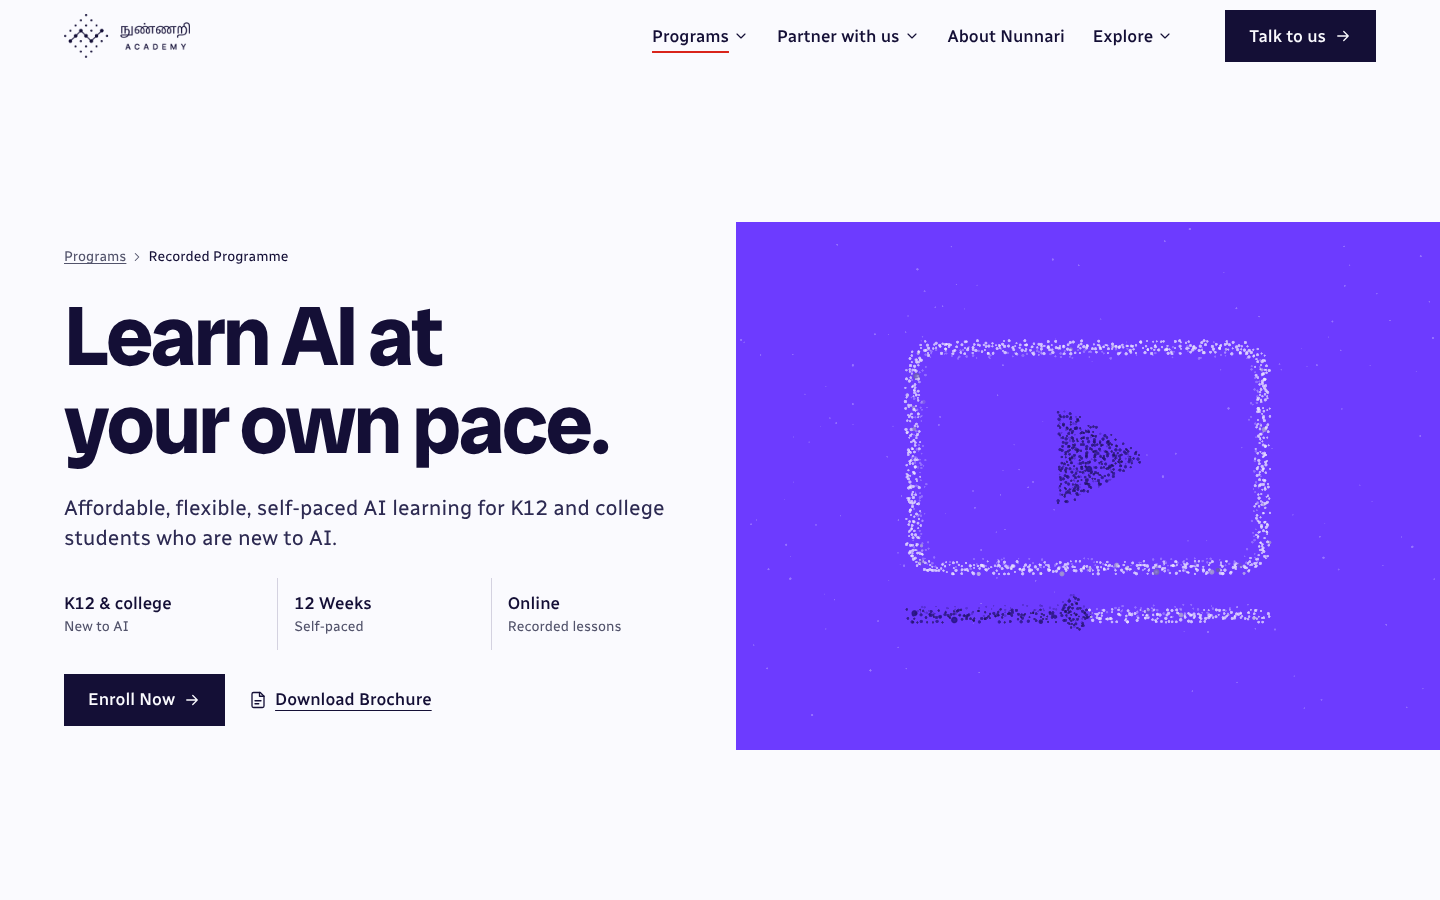 நுண்ணறி
ACADEMY
Programs
Partner with us
About Nunnari
Explore
Talk to us
Programs > Recorded Programme
Learn AI at
your own pace.
Affordable, flexible, self-paced AI learning for K12 and college
students who are new to AI.
K12 & college
New to AI
12 Weeks
Self-paced
Online
Recorded lessons
Enroll Now
Download Brochure